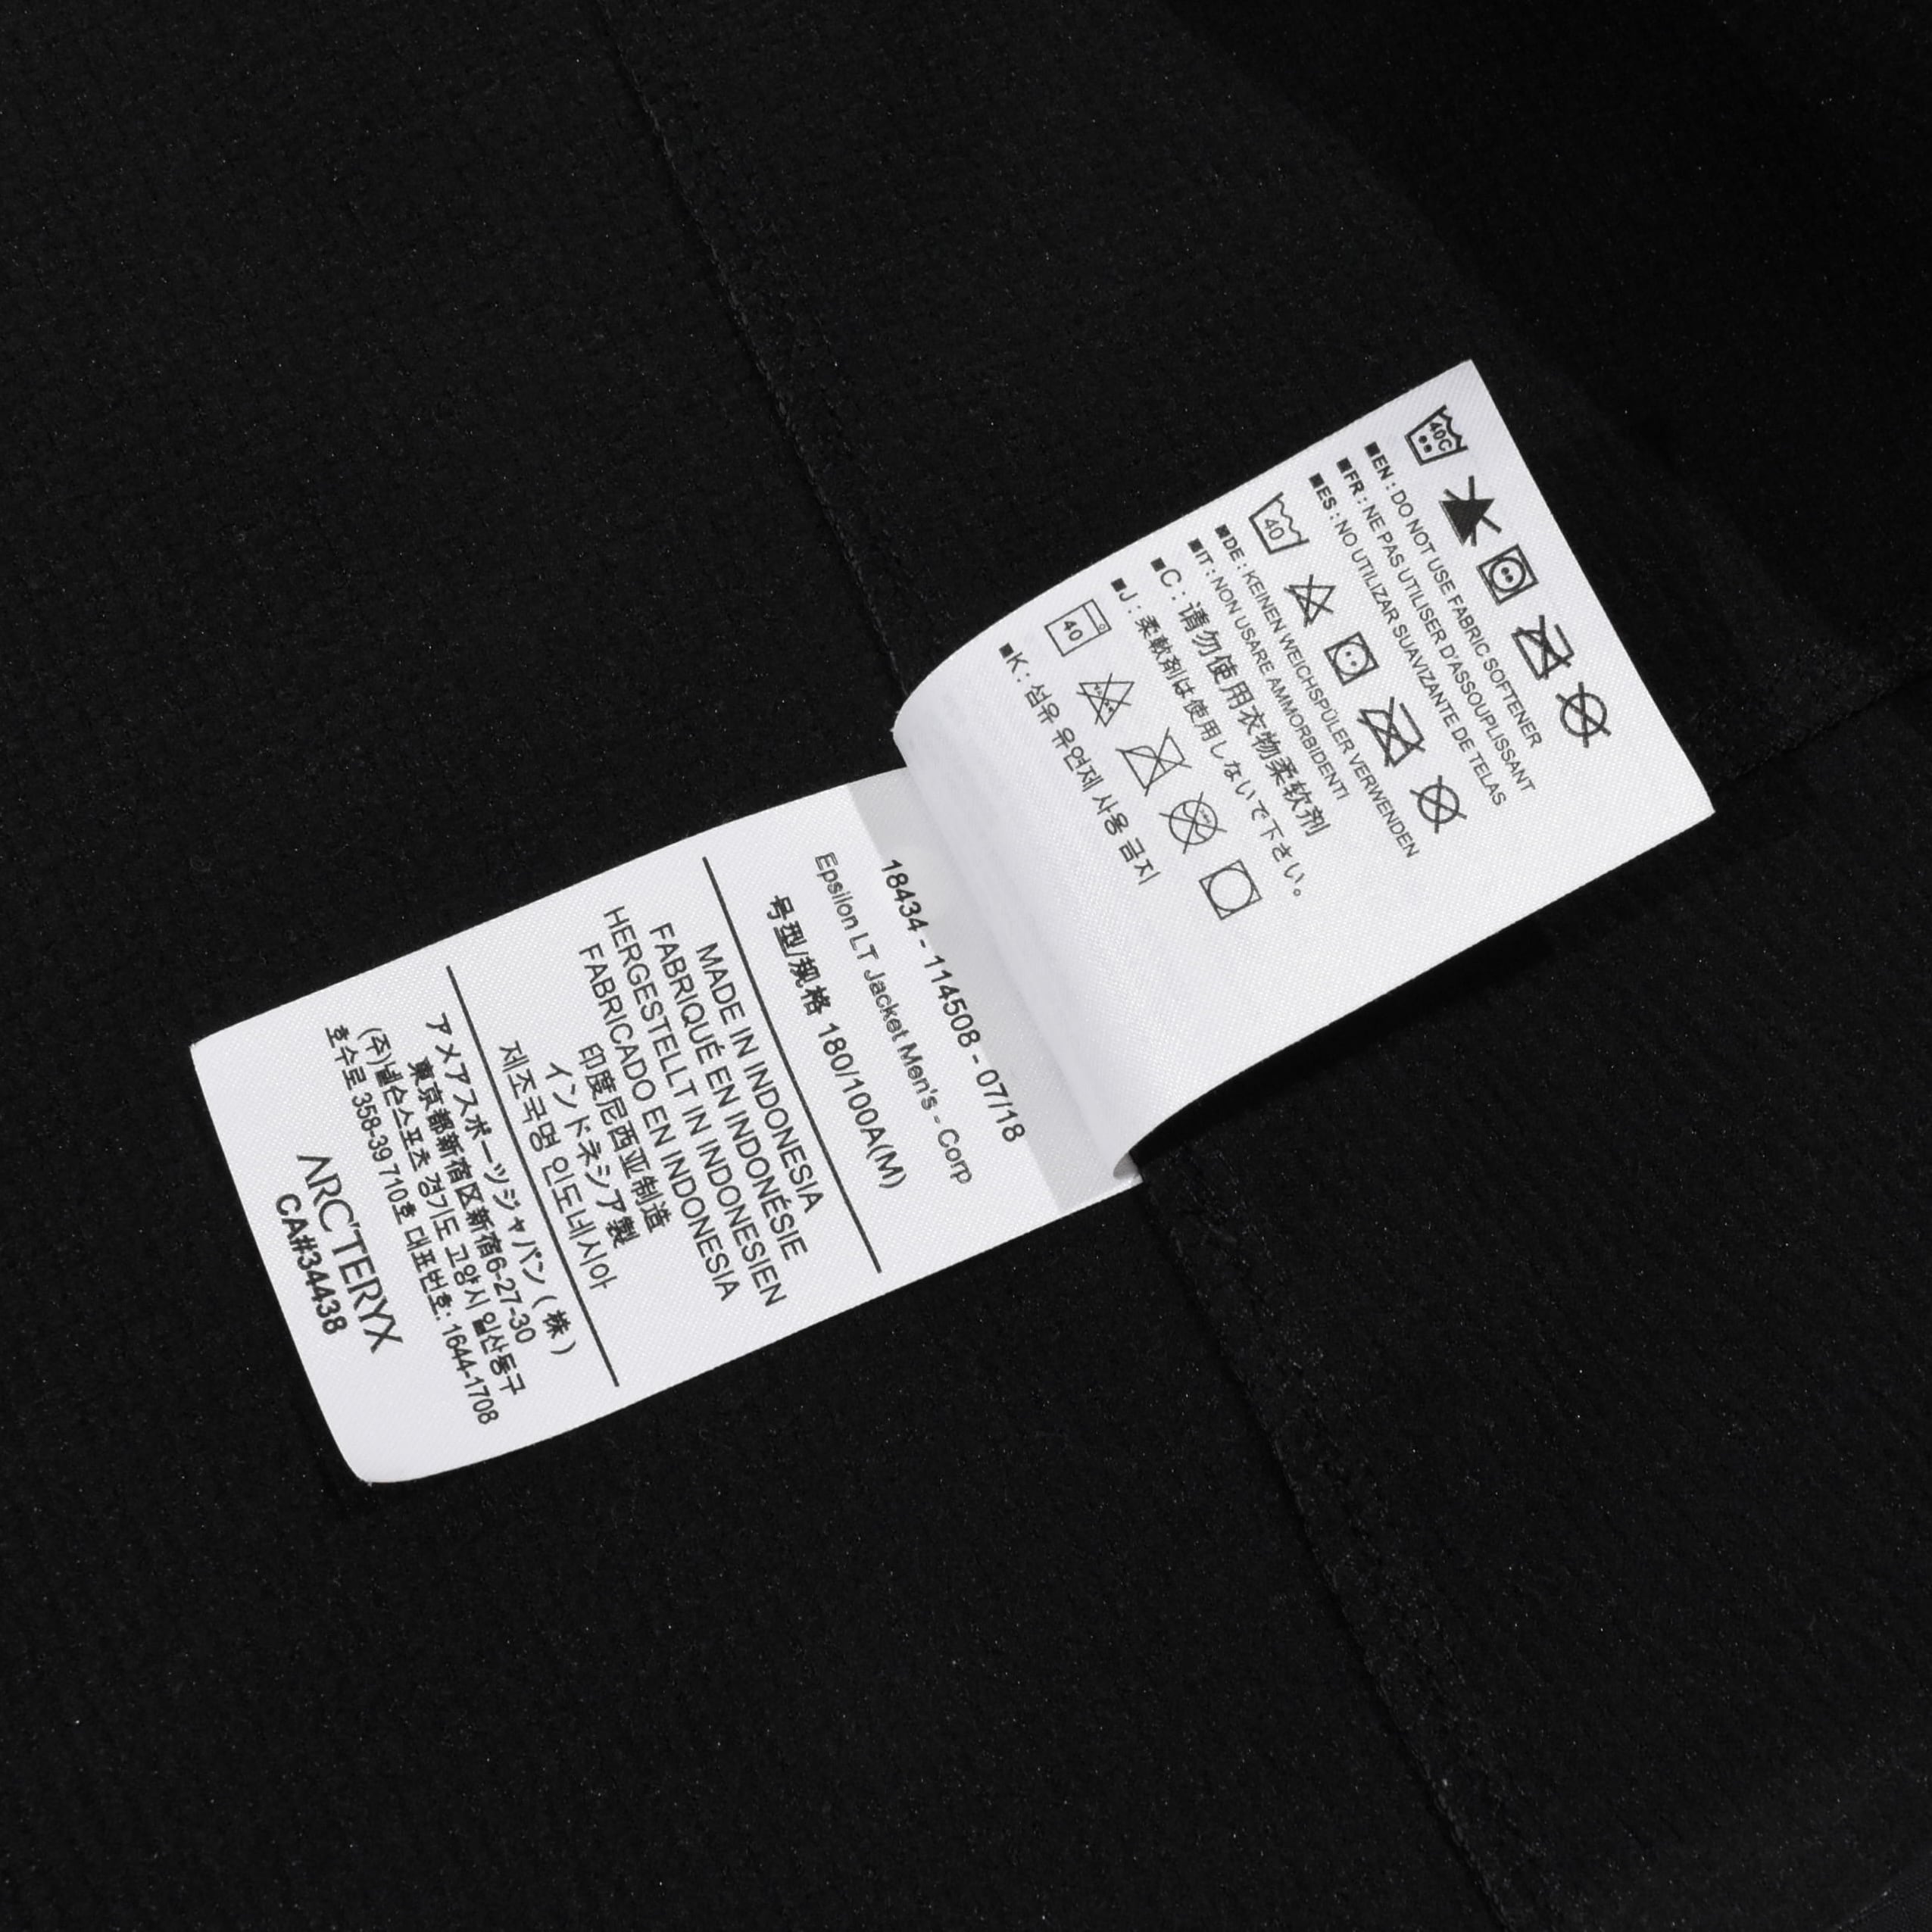 40C
■EN : DO NOT USE FABRIC SOFTENER
■FR : NE PAS UTILISER D'ASSOUPLISSANT
■ES : NO UTILIZAR SUAVIZANTE DE TELAS
40
■DE : KEINEN WEICHSPÜLER VERWENDEN
■IT : NON USARE AMMORBIDENTI
■C : 请勿使用衣物柔软剂
■J : 柔軟剤は使用しないで下さい。
40
■K : 섬유 유연제 사용 금지
18434 - 114508 - 07/18
Epsilon LT Jacket Men's - Corp
号型/规格 180/100A(M)
MADE IN INDONESIA
FABRIQUÉ EN INDONÉSIE
HERGESTELLT IN INDONESIEN
FABRICADO EN INDONESIA
印度尼西亚制造
インドネシア製
제조국명 인도네시아
アメアスポーツジャパン(株)
東京都新宿区新宿6-27-30
(주)넬슨스포츠 경기도 고양시 일산동구
호수로 358-39 710호 대표번호: 1644-1708
ARC'TERYX
CA#34438